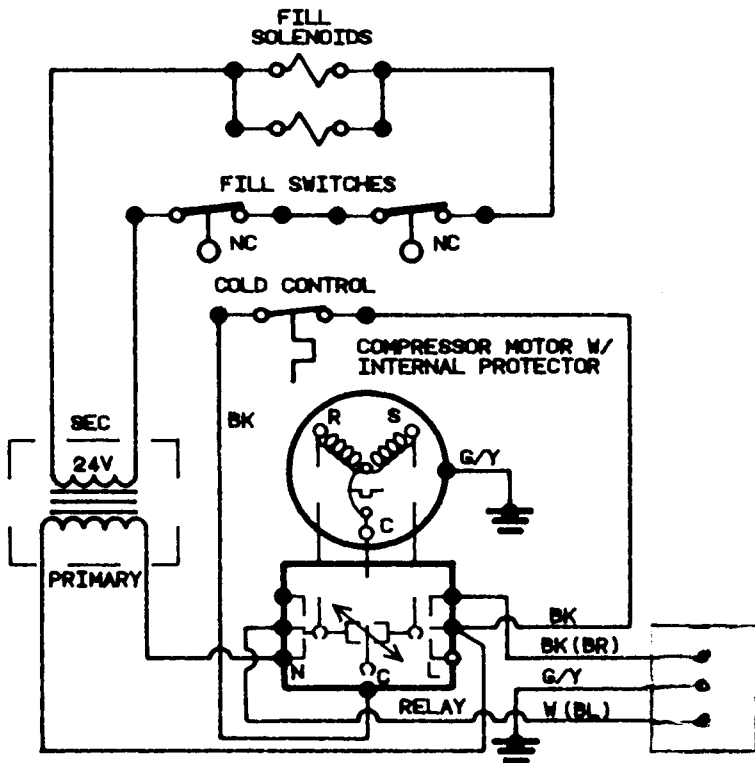 FILL
SOLENOIDS
FILL SWITCHES
NC
NC
COLD CONTROL
COMPRESSOR MOTOR W/
INTERNAL PROTECTOR
BK
SEC
24V
R
S
G/Y
C
PRIMARY
BK
BK(BR)
N
C
L
G/Y
RELAY
W(BL)